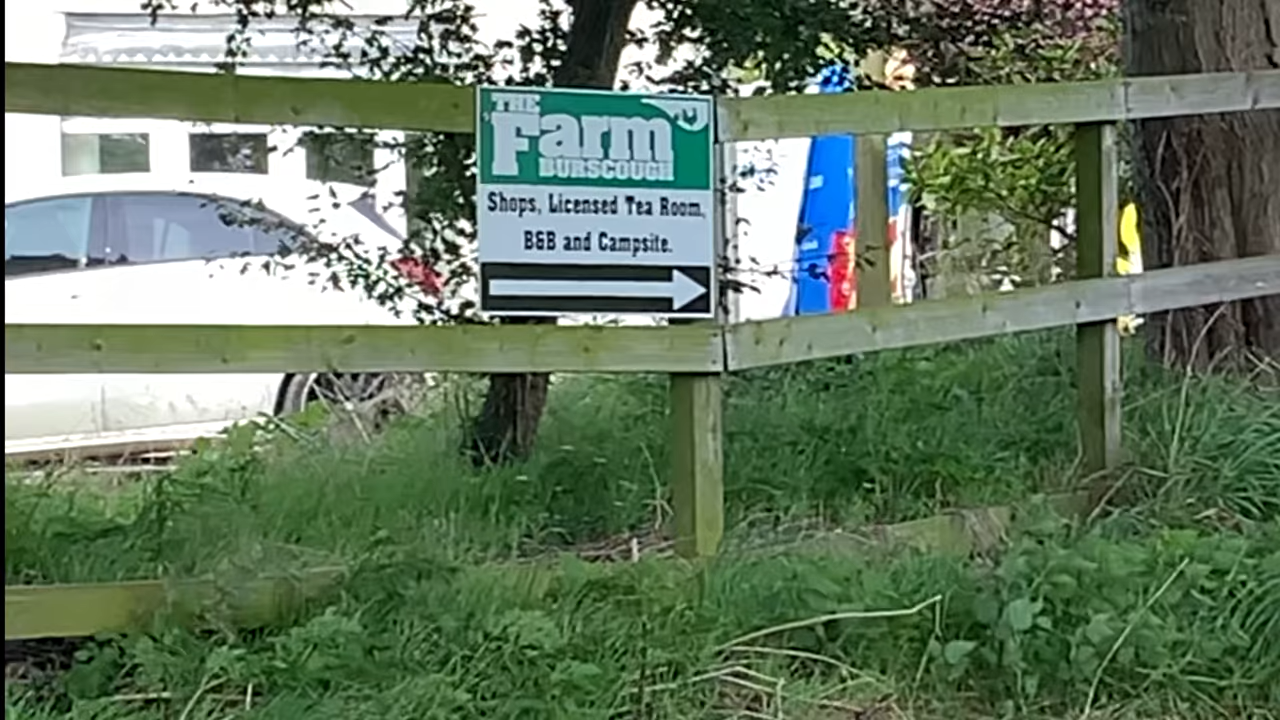 THE
Farm
BURSCOUGH
Shops, Licensed Tea Room,
B&B and Campsite.